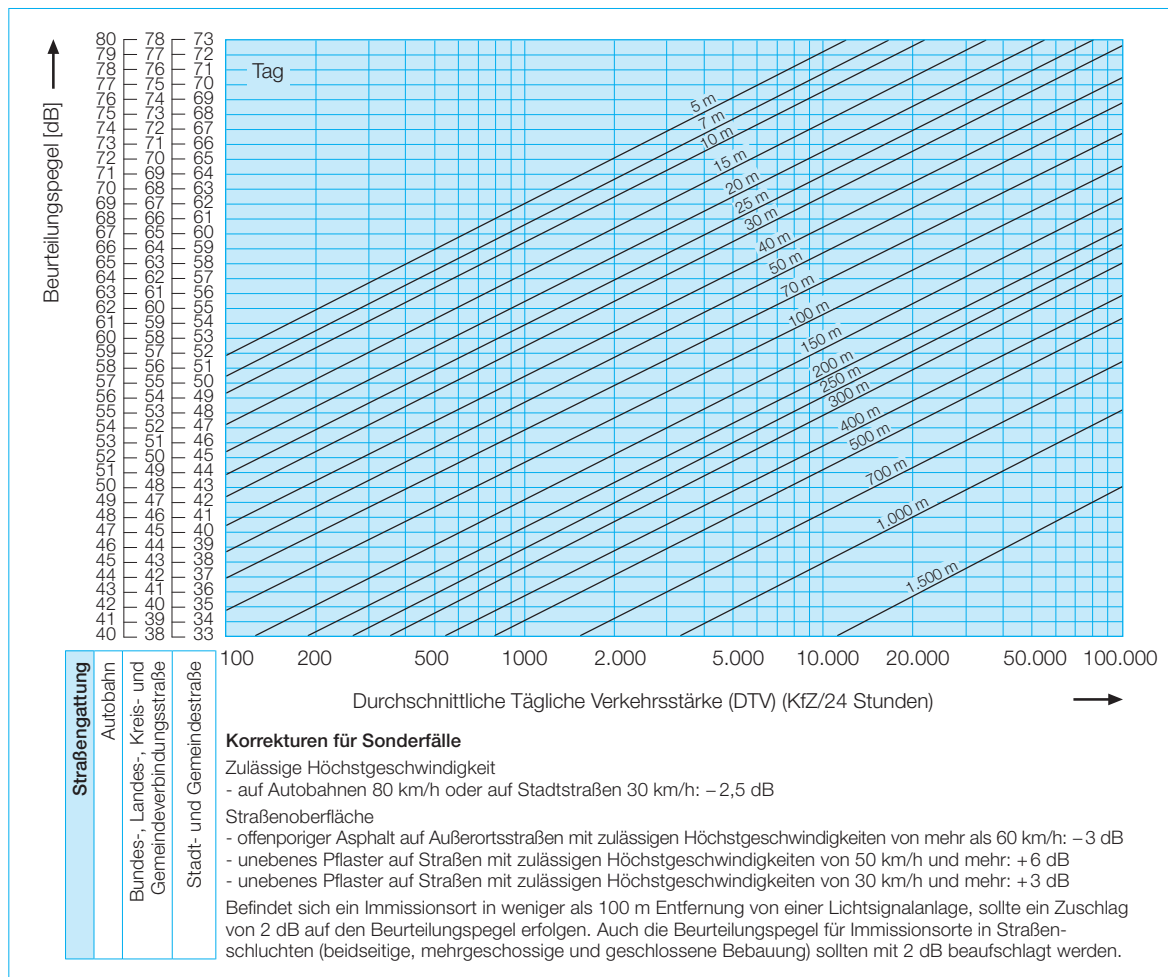 80 78 73
79 77 72
78 76 71
77 75 70
76 74 69
75 73 68
74 72 67
73 71 66
72 70 65
71 69 64
70 68 63
69 67 62
68 66 61
67 65 60
66 64 59
65 63 58
64 62 57
63 61 56
62 60 55
61 59 54
60 58 53
59 57 52
58 56 51
57 55 50
56 54 49
55 53 48
54 52 47
53 51 46
52 50 45
51 49 44
50 48 43
49 47 42
48 46 41
47 45 40
46 44 39
45 43 38
44 42 37
43 41 36
42 40 35
41 39 34
40 38 33
Beurteilungspegel [dB]
Tag
5 m
7 m
10 m
15 m
20 m
25 m
30 m
40 m
50 m
70 m
100 m
150 m
200 m
250 m
300 m
400 m
500 m
700 m
1.000 m
1.500 m
100 200 500 1000 2.000 5.000 10.000 20.000 50.000 100.000
Durchschnittliche Tägliche Verkehrsstärke (DTV) (KfZ/24 Stunden)
Straßengattung
Autobahn
Bundes-, Landes-, Kreis- und
Gemeindeverbindungsstraße
Stadt- und Gemeindestraße
Korrekturen für Sonderfälle
Zulässige Höchstgeschwindigkeit
- auf Autobahnen 80 km/h oder auf Stadtstraßen 30 km/h: – 2,5 dB
Straßenoberfläche
- offenporiger Asphalt auf Außerortsstraßen mit zulässigen Höchstgeschwindigkeiten von mehr als 60 km/h: – 3 dB
- unebenes Pflaster auf Straßen mit zulässigen Höchstgeschwindigkeiten von 50 km/h und mehr: + 6 dB
- unebenes Pflaster auf Straßen mit zulässigen Höchstgeschwindigkeiten von 30 km/h und mehr: + 3 dB
Befindet sich ein Immissionsort in weniger als 100 m Entfernung von einer Lichtsignalanlage, sollte ein Zuschlag
von 2 dB auf den Beurteilungspegel erfolgen. Auch die Beurteilungspegel für Immissionsorte in Straßen-
schluchten (beidseitige, mehrgeschossige und geschlossene Bebauung) sollten mit 2 dB beaufschlagt werden.